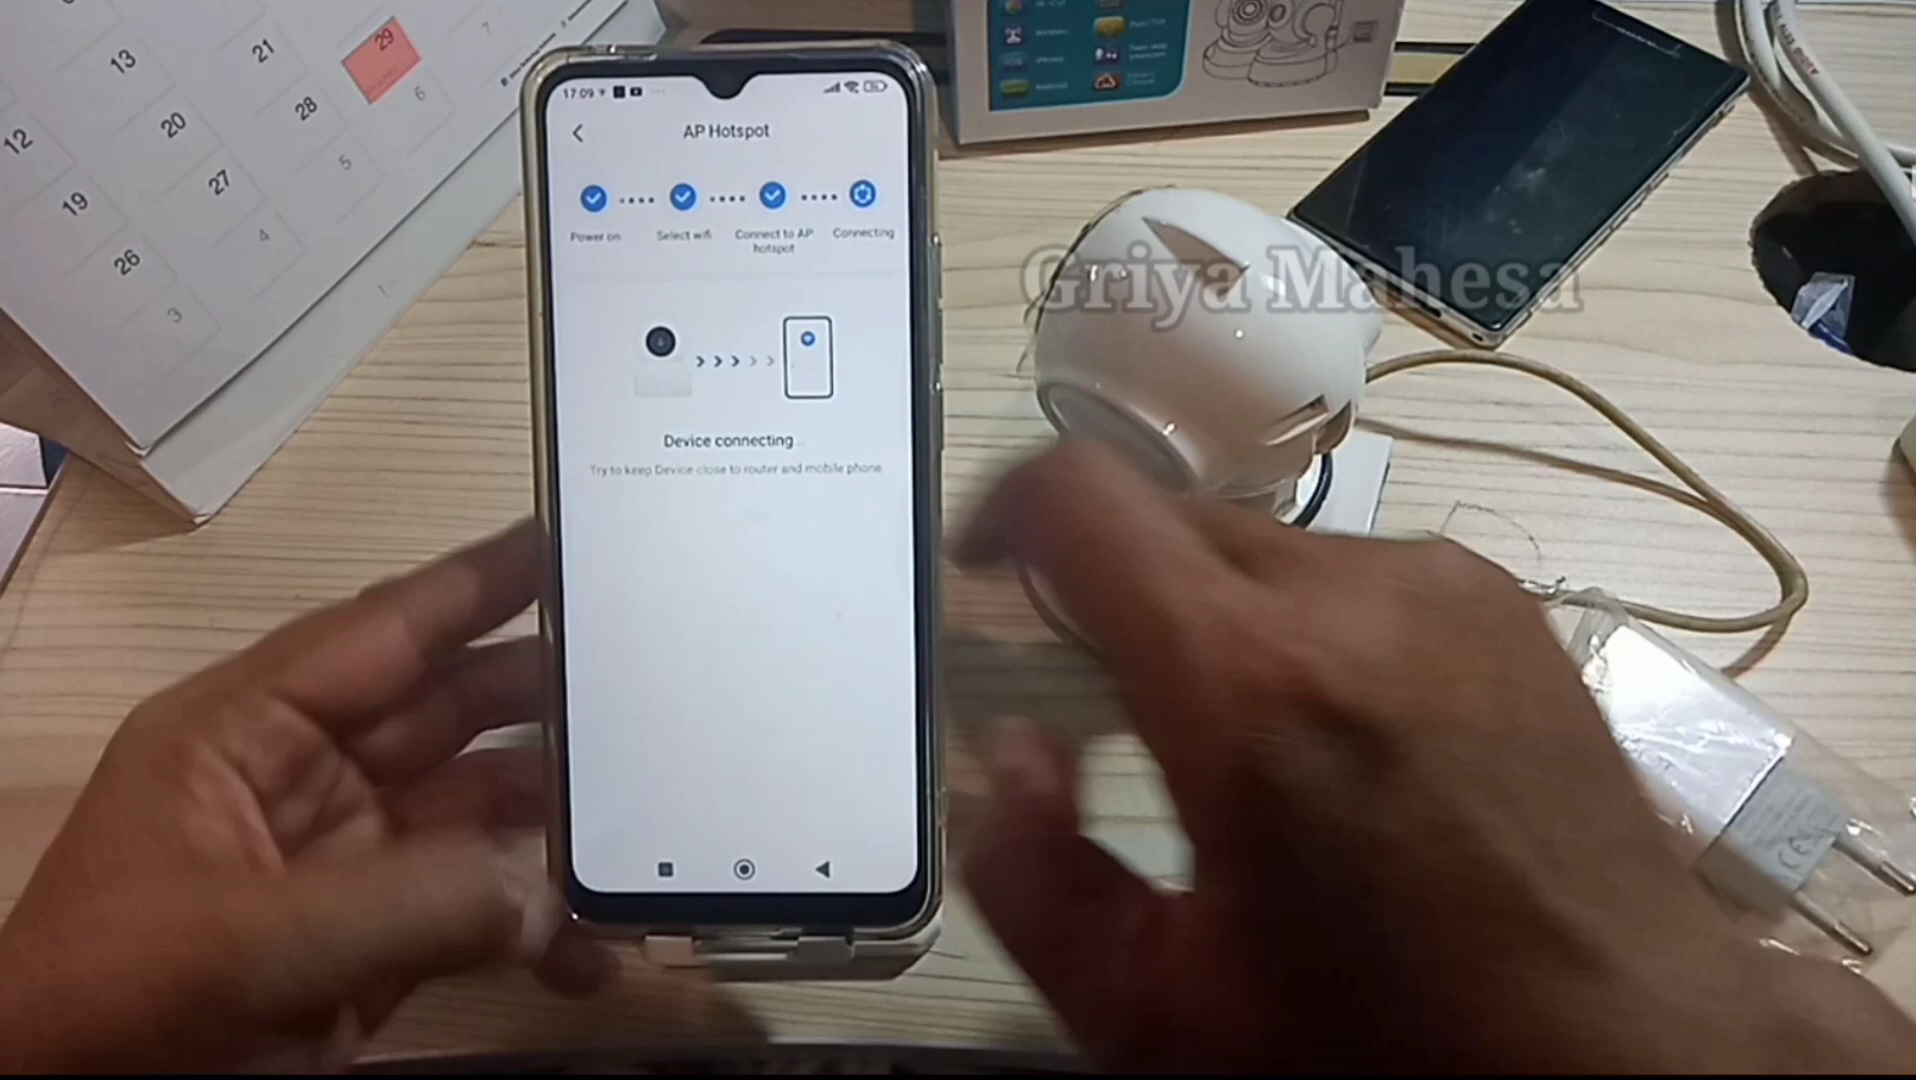 17:09
AP Hotspot
Power on
Select wifi
Connect to AP
hotspot
Connecting
Device connecting...
Try to keep Device close to router and mobile phone
Griya Mahesa
29
13
21
28
6
7
12
20
5
27
19
4
26
3
Android
CE